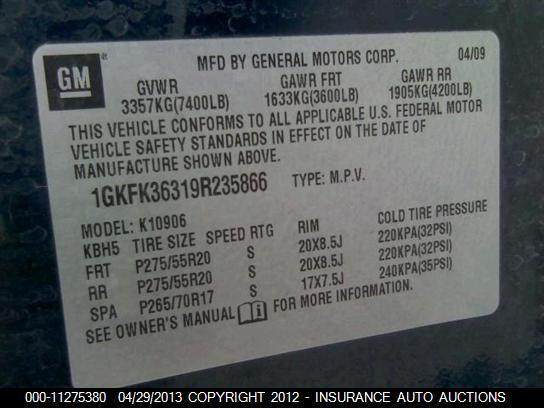 GM
MFD BY GENERAL MOTORS CORP. 04/09
GVWR GAWR FRT GAWR RR
3357KG(7400LB) 1633KG(3600LB) 1905KG(4200LB)
THIS VEHICLE CONFORMS TO ALL APPLICABLE U.S. FEDERAL MOTOR
VEHICLE SAFETY STANDARDS IN EFFECT ON THE DATE OF
MANUFACTURE SHOWN ABOVE.
1GKFK36319R235866 TYPE: M.P.V.
MODEL: K10906
KBH5 TIRE SIZE SPEED RTG RIM COLD TIRE PRESSURE
FRT P275/55R20 S 20X8.5J 220KPA(32PSI)
RR P275/55R20 S 20X8.5J 220KPA(32PSI)
SPA P265/70R17 S 17X7.5J 240KPA(35PSI)
SEE OWNER'S MANUAL FOR MORE INFORMATION.
000-11275380 04/29/2013 COPYRIGHT 2012 - INSURANCE AUTO AUCTIONS